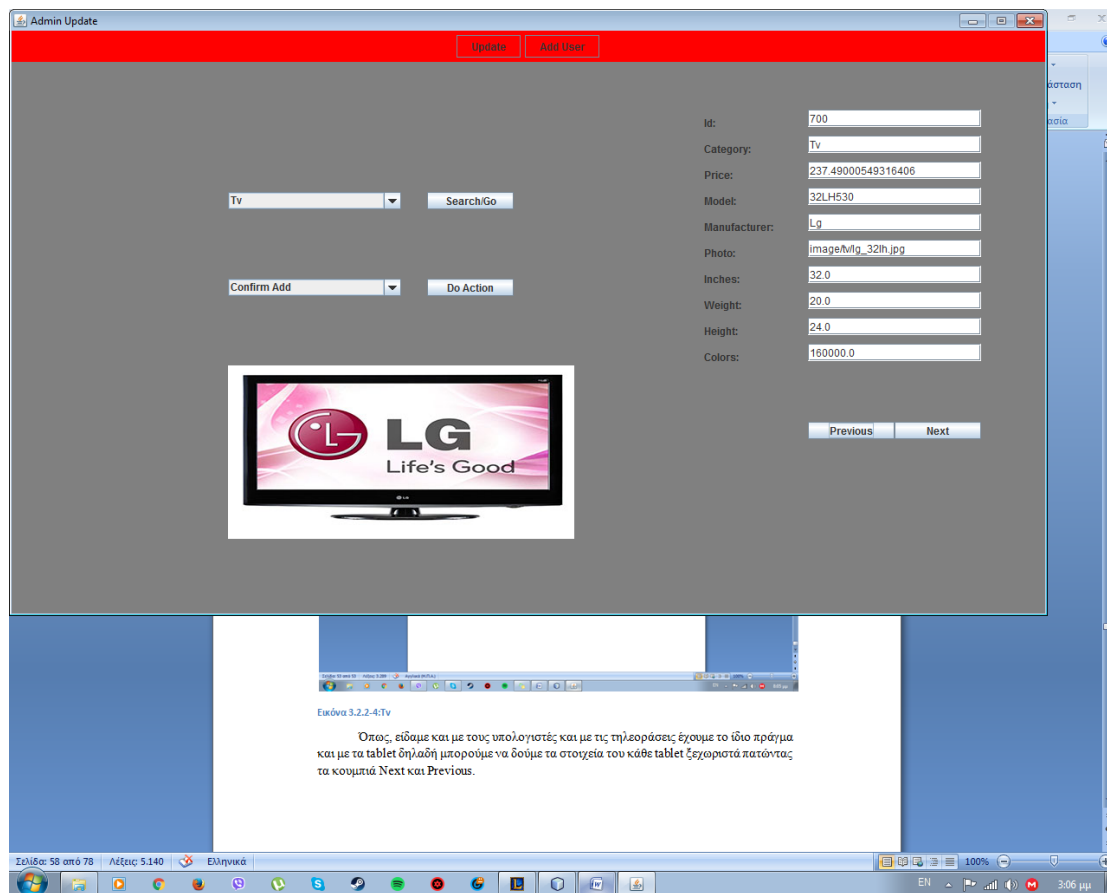 Admin Update
Update Add User
Id: 700
Category: Tv
Price: 237.49000549316406
Tv Search/Go
Model: 32LH530
Manufacturer: Lg
Photo: image/tv/lg_32lh.jpg
Inches: 32.0
Confirm Add Do Action
Weight: 20.0
Height: 24.0
Colors: 160000.0
Previous Next
LG
Life's Good
Εικόνα 3.2.2-4:Tv
Όπως, είδαμε και με τους υπολογιστές και με τις τηλεοράσεις έχουμε το ίδιο πράγμα
και με τα tablet δηλαδή μπορούμε να δούμε τα στοιχεία του κάθε tablet ξεχωριστά πατώντας
τα κουμπιά Next και Previous.
Σελίδα: 58 από 78 Λέξεις: 5.140 Ελληνικά 100%
EN 3:06 μμ